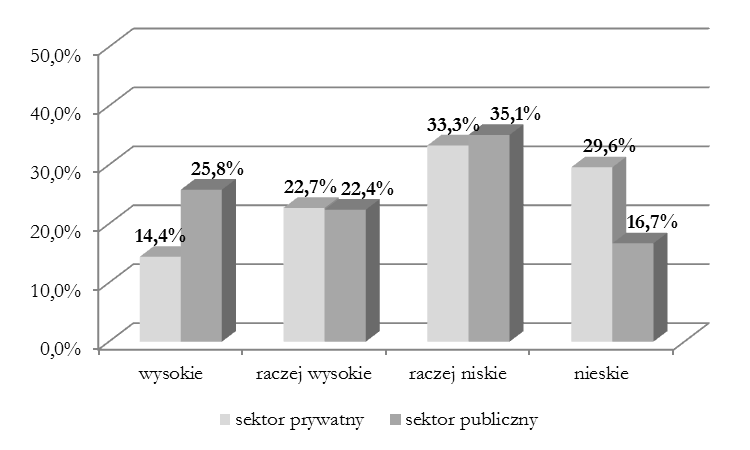 50,0%
40,0%
30,0%
20,0%
10,0%
0,0%
14,4%
25,8%
22,7%
22,4%
33,3%
35,1%
29,6%
16,7%
wysokie
raczej wysokie
raczej niskie
nieskie
sektor prywatny
sektor publiczny